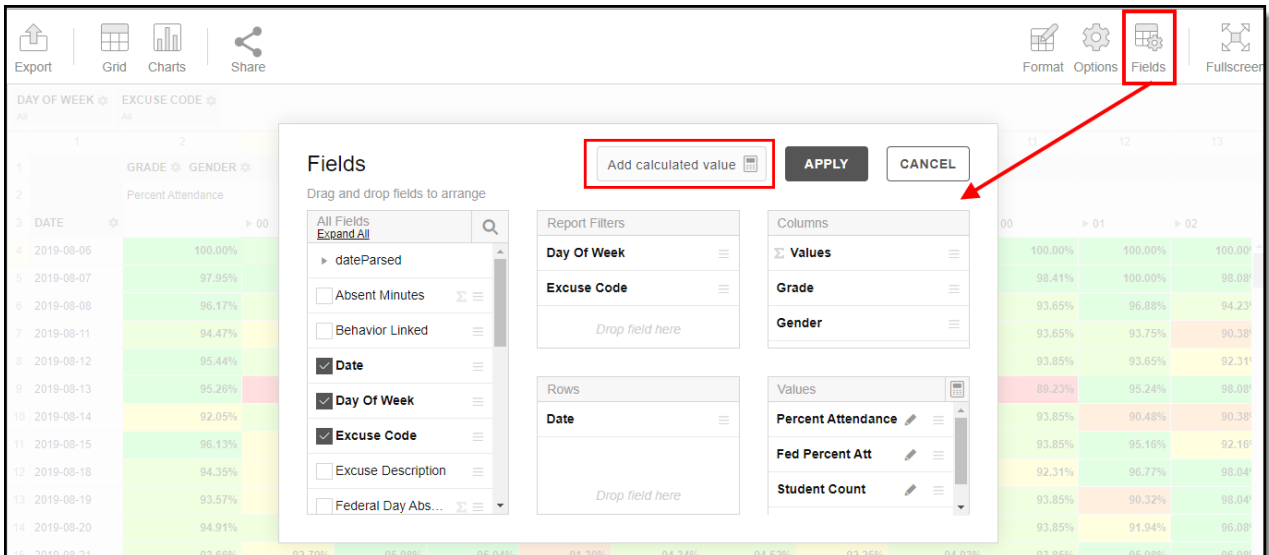 Export Grid Charts Share Format Options Fields Fullscreen
DAY OF WEEK EXCUSE CODE
All All
1 2 11 12 13
1 GRADE GENDER
2 Percent Attendance
3 DATE 00 00 01 02
4 2019-08-06 100.00% 100.00% 100.00% 100.00%
5 2019-08-07 97.95% 98.41% 100.00% 98.08%
6 2019-08-08 96.17% 93.65% 96.88% 94.23%
7 2019-08-11 94.47% 93.65% 93.75% 90.38%
8 2019-08-12 95.44% 93.85% 93.65% 92.31%
9 2019-08-13 95.26% 89.23% 95.24% 98.08%
10 2019-08-14 92.05% 93.85% 90.48% 90.38%
11 2019-08-15 96.13% 93.85% 95.16% 92.16%
12 2019-08-18 94.35% 92.31% 96.77% 98.04%
13 2019-08-19 93.57% 93.85% 90.32% 98.04%
14 2019-08-20 94.91% 93.85% 91.94% 96.08%
Fields
Add calculated value APPLY CANCEL
Drag and drop fields to arrange
All Fields
Expand All
dateParsed
Absent Minutes
Behavior Linked
Date
Day Of Week
Excuse Code
Excuse Description
Federal Day Abs...
Report Filters
Day Of Week
Excuse Code
Drop field here
Columns
Σ Values
Grade
Gender
Rows
Date
Drop field here
Values
Percent Attendance
Fed Percent Att
Student Count